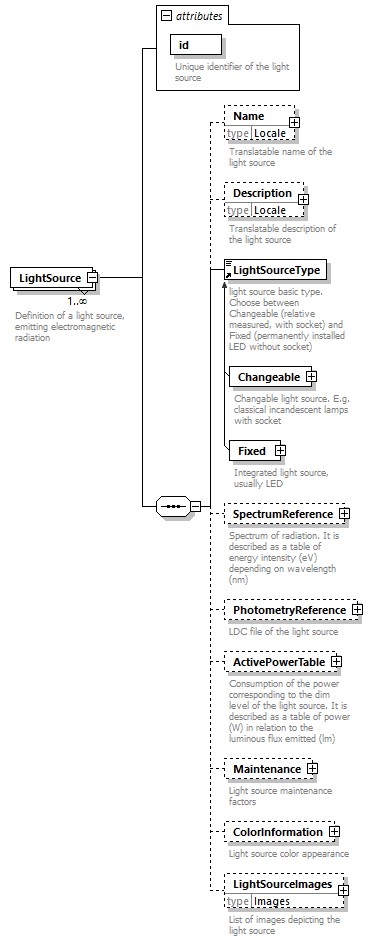 attributes
id
Unique identifier of the light
source
Name
type Locale
Translatable name of the
light source
Description
type Locale
Translatable description of
the light source
LightSource
1..∞
Definition of a light source,
emitting electromagnetic
radiation
LightSourceType
light source basic type.
Choose between
Changeable (relative
measured, with socket) and
Fixed (permanently installed
LED without socket)
Changeable
Changable light source. E.g.
classical incandescent lamps
with socket
Fixed
Integrated light source,
usually LED
SpectrumReference
Spectrum of radiation. It is
described as a table of
energy intensity (eV)
depending on wavelength
(nm)
PhotometryReference
LDC file of the light source
ActivePowerTable
Consumption of the power
corresponding to the dim
level of the light source. It is
described as a table of power
(W) in relation to the
luminous flux emitted (lm)
Maintenance
Light source maintenance
factors
ColorInformation
Light source color appearance
LightSourceImages
type Images
List of images depicting the
light source